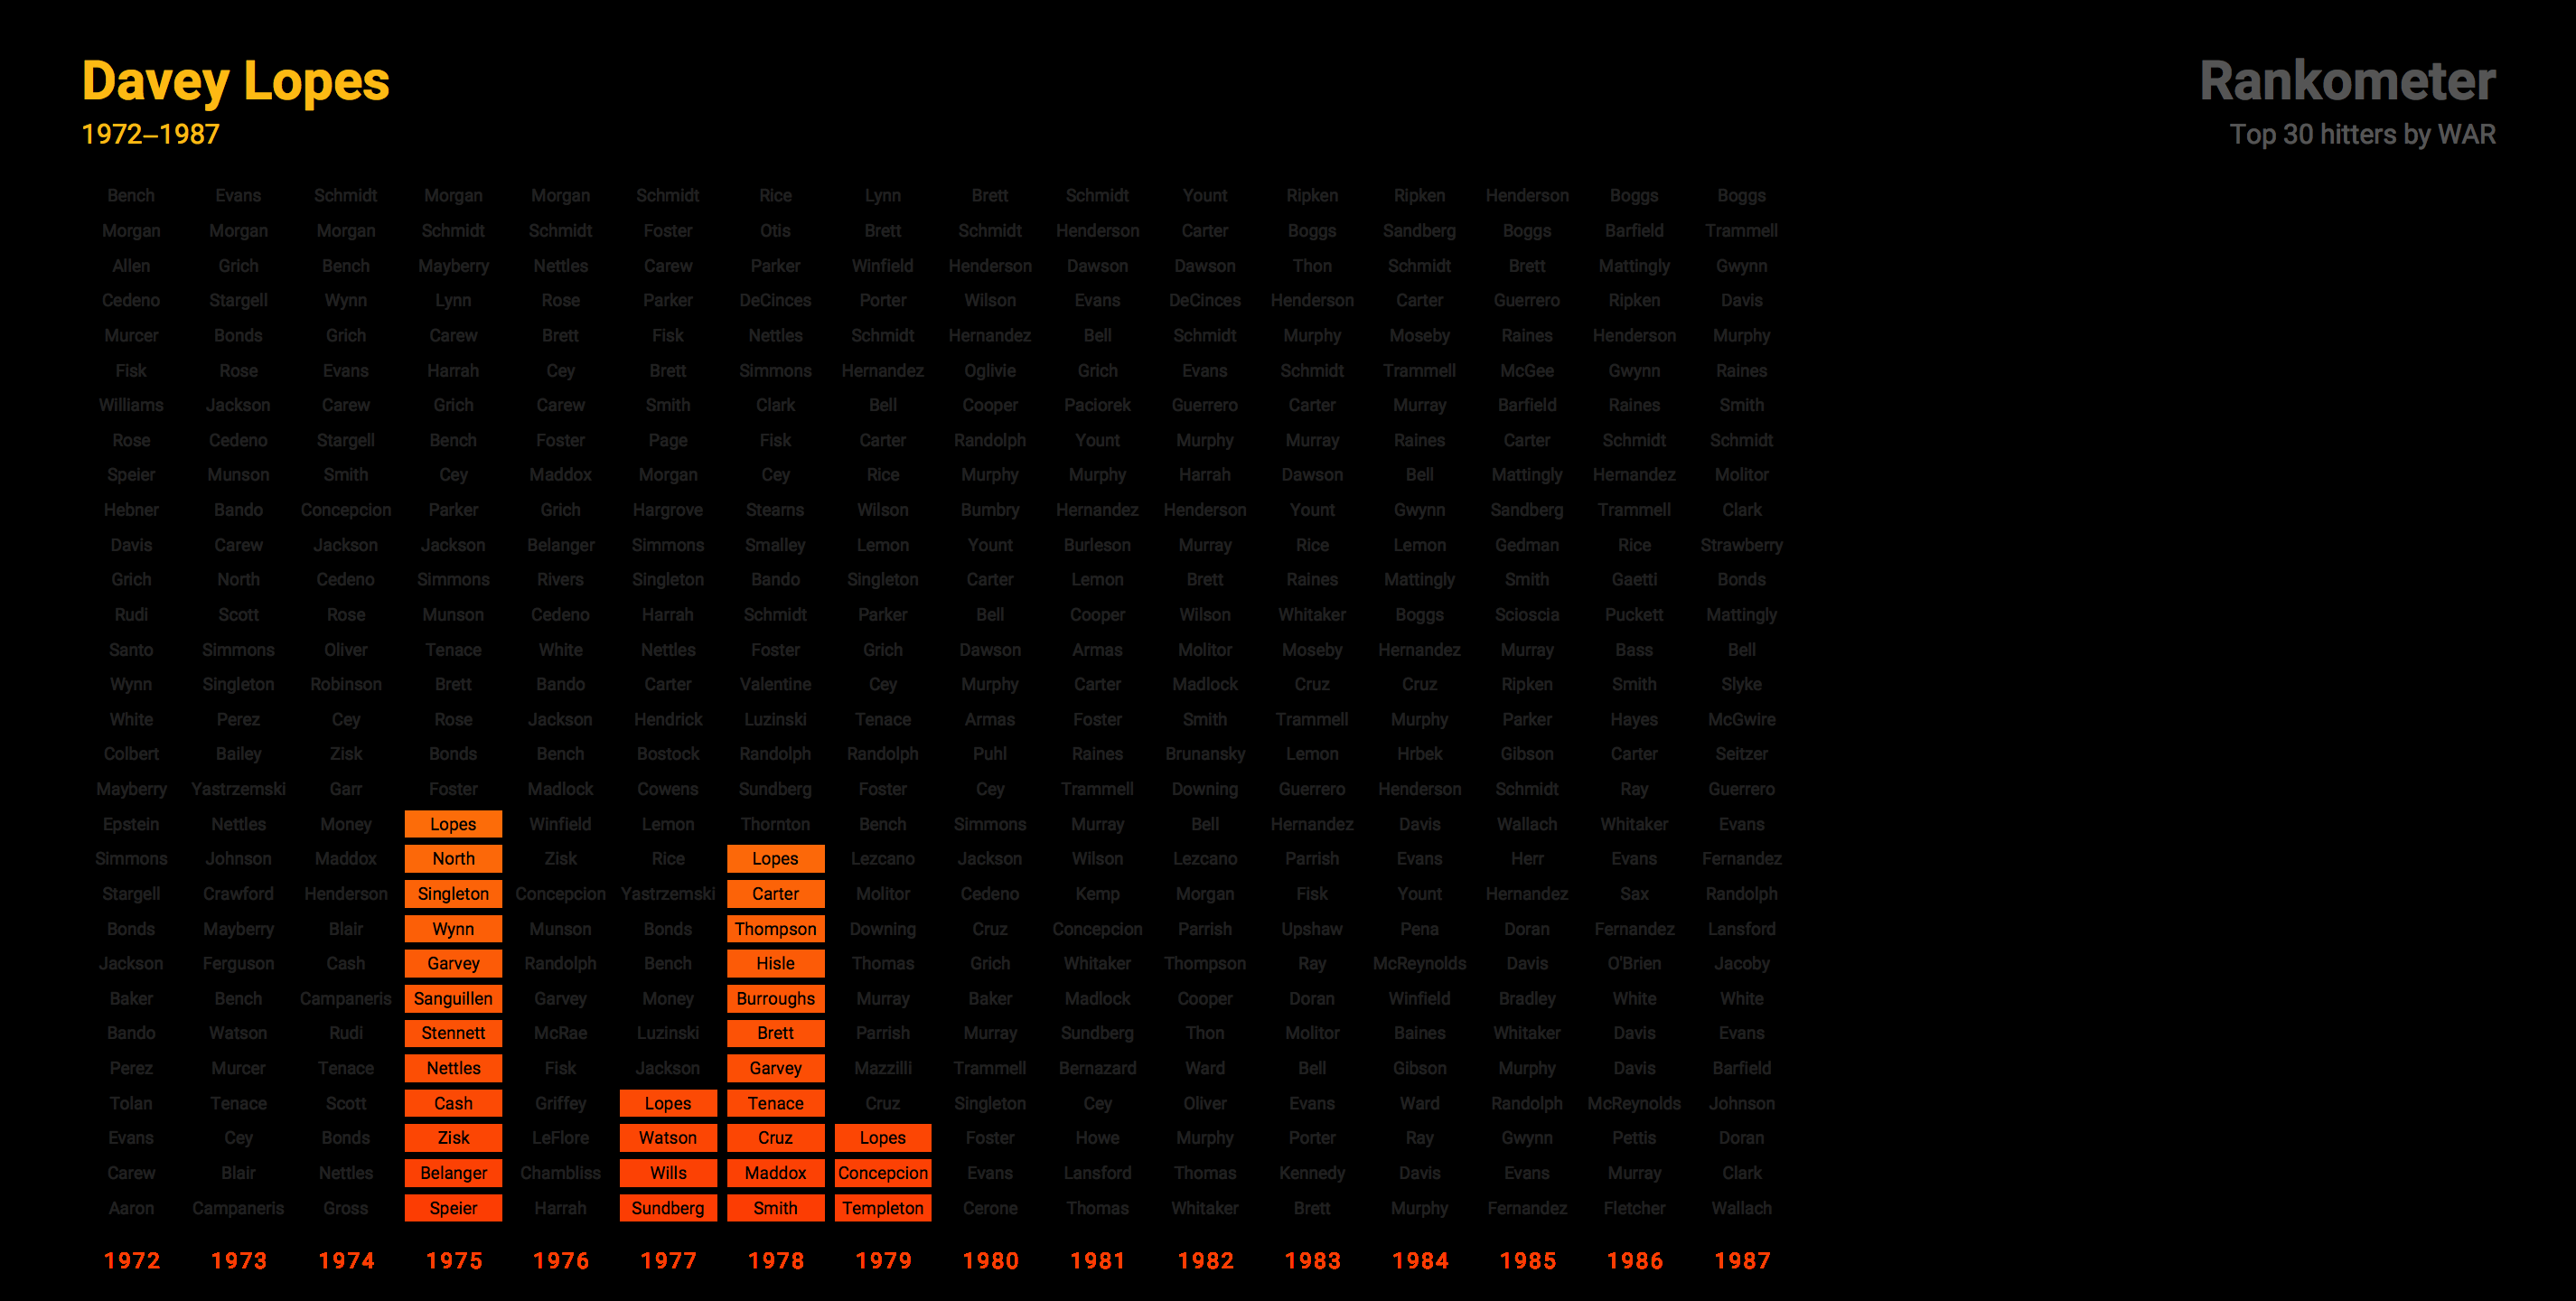 Davey Lopes
1972–1987
Rankometer
Top 30 hitters by WAR
Bench Evans Schmidt Morgan Morgan Schmidt Rice Lynn Brett Schmidt Yount Ripken Ripken Henderson Boggs Boggs
Morgan Morgan Morgan Schmidt Schmidt Foster Otis Brett Schmidt Henderson Carter Boggs Sandberg Boggs Barfield Trammell
Allen Grich Bench Mayberry Nettles Carew Parker Winfield Henderson Dawson Dawson Thon Schmidt Brett Mattingly Gwynn
Cedeno Stargell Wynn Lynn Rose Parker DeCinces Porter Wilson Evans DeCinces Henderson Carter Guerrero Ripken Davis
Murcer Bonds Grich Carew Brett Fisk Nettles Schmidt Hernandez Bell Schmidt Murphy Moseby Raines Henderson Murphy
Fisk Rose Evans Harrah Cey Brett Simmons Hernandez Oglivie Grich Evans Schmidt Trammell McGee Gwynn Raines
Williams Jackson Carew Grich Carew Smith Clark Bell Cooper Paciorek Guerrero Carter Murray Barfield Raines Smith
Rose Cedeno Stargell Bench Foster Page Fisk Carter Randolph Yount Murphy Murray Raines Carter Schmidt Schmidt
Speier Munson Smith Cey Maddox Morgan Cey Rice Murphy Murphy Harrah Dawson Bell Mattingly Hernandez Molitor
Hebner Bando Concepcion Parker Grich Hargrove Stearns Wilson Bumbry Hernandez Henderson Yount Gwynn Sandberg Trammell Clark
Davis Carew Jackson Jackson Belanger Simmons Smalley Lemon Yount Burleson Murray Rice Lemon Gedman Rice Strawberry
Grich North Cedeno Simmons Rivers Singleton Bando Singleton Carter Lemon Brett Raines Mattingly Smith Gaetti Bonds
Rudi Scott Rose Munson Cedeno Harrah Schmidt Parker Bell Cooper Wilson Whitaker Boggs Scioscia Puckett Mattingly
Santo Simmons Oliver Tenace White Nettles Foster Grich Dawson Armas Molitor Moseby Hernandez Murray Bass Bell
Wynn Singleton Robinson Brett Bando Carter Valentine Cey Murphy Carter Madlock Cruz Cruz Ripken Smith Slyke
White Perez Cey Rose Jackson Hendrick Luzinski Tenace Armas Foster Smith Trammell Murphy Parker Hayes McGwire
Colbert Bailey Zisk Bonds Bench Bostock Randolph Randolph Puhl Raines Brunansky Lemon Hrbek Gibson Carter Seitzer
Mayberry Yastrzemski Garr Foster Madlock Cowens Sundberg Foster Cey Trammell Downing Guerrero Henderson Schmidt Ray Guerrero
Epstein Nettles Money Lopes Winfield Lemon Thornton Bench Simmons Murray Bell Hernandez Davis Wallach Whitaker Evans
Simmons Johnson Maddox North Zisk Rice Lopes Lezcano Jackson Wilson Lezcano Parrish Evans Herr Evans Fernandez
Stargell Crawford Henderson Singleton Concepcion Yastrzemski Carter Molitor Cedeno Kemp Morgan Fisk Yount Hernandez Sax Randolph
Bonds Mayberry Blair Wynn Munson Bonds Thompson Downing Cruz Concepcion Parrish Upshaw Pena Doran Fernandez Lansford
Jackson Ferguson Cash Garvey Randolph Bench Hisle Thomas Grich Whitaker Thompson Ray McReynolds Davis O'Brien Jacoby
Baker Bench Campaneris Sanguillen Garvey Money Burroughs Murray Baker Madlock Cooper Doran Winfield Bradley White White
Bando Watson Rudi Stennett McRae Luzinski Brett Parrish Murray Sundberg Thon Molitor Baines Whitaker Davis Evans
Perez Murcer Tenace Nettles Fisk Jackson Garvey Mazzilli Trammell Bernazard Ward Bell Gibson Murphy Davis Barfield
Tolan Tenace Scott Cash Griffey Lopes Tenace Cruz Singleton Cey Oliver Evans Ward Randolph McReynolds Johnson
Evans Cey Bonds Zisk LeFlore Watson Cruz Lopes Foster Howe Murphy Porter Ray Gwynn Pettis Doran
Carew Blair Nettles Belanger Chambliss Wills Maddox Concepcion Evans Lansford Thomas Kennedy Davis Evans Murray Clark
Aaron Campaneris Gross Speier Harrah Sundberg Smith Templeton Cerone Thomas Whitaker Brett Murphy Fernandez Fletcher Wallach
1972 1973 1974 1975 1976 1977 1978 1979 1980 1981 1982 1983 1984 1985 1986 1987